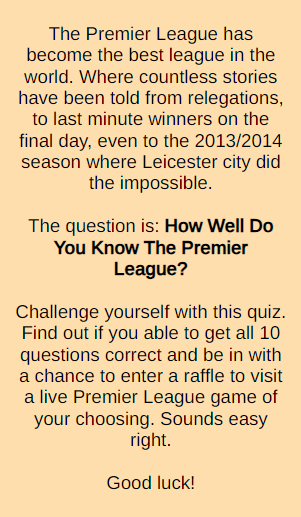 The Premier League has
become the best league in the
world. Where countless stories
have been told from relegations,
to last minute winners on the
final day, even to the 2013/2014
season where Leicester city did
the impossible.
The question is: How Well Do
You Know The Premier
League?
Challenge yourself with this quiz.
Find out if you able to get all 10
questions correct and be in with
a chance to enter a raffle to visit
a live Premier League game of
your choosing. Sounds easy
right.
Good luck!